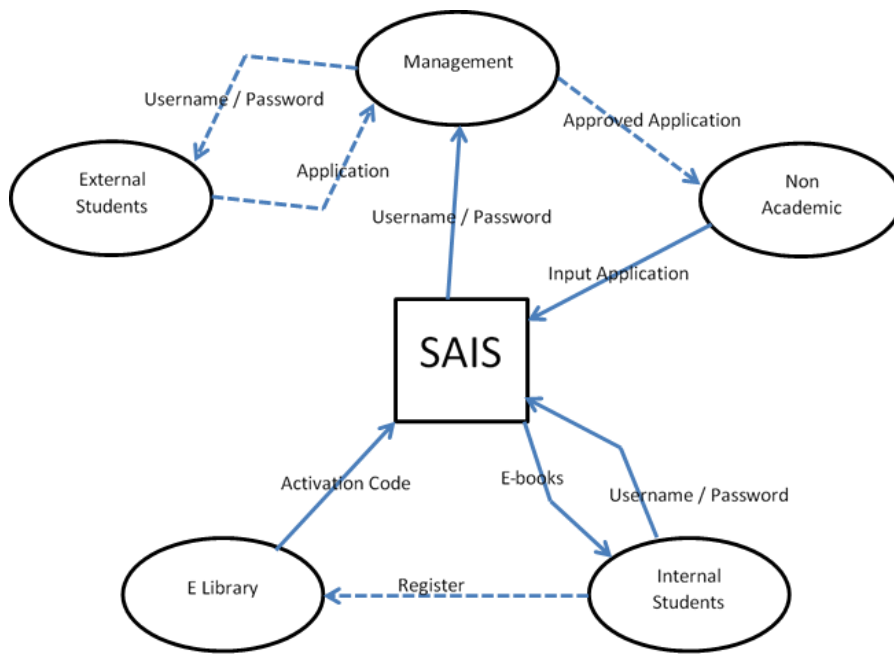 Management
Username / Password
Approved Application
External
Students
Application
Non
Academic
Username / Password
Input Application
SAIS
Activation Code
E-books
Username / Password
E Library
Register
Internal
Students